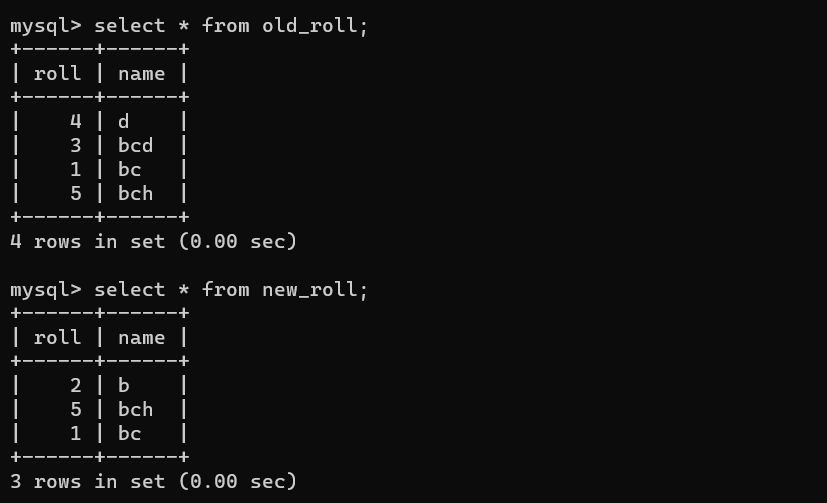 mysql> select * from old_roll;
+------+------+
| roll | name |
+------+------+
|    4 | d    |
|    3 | bcd  |
|    1 | bc   |
|    5 | bch  |
+------+------+
4 rows in set (0.00 sec)

mysql> select * from new_roll;
+------+------+
| roll | name |
+------+------+
|    2 | b    |
|    5 | bch  |
|    1 | bc   |
+------+------+
3 rows in set (0.00 sec)